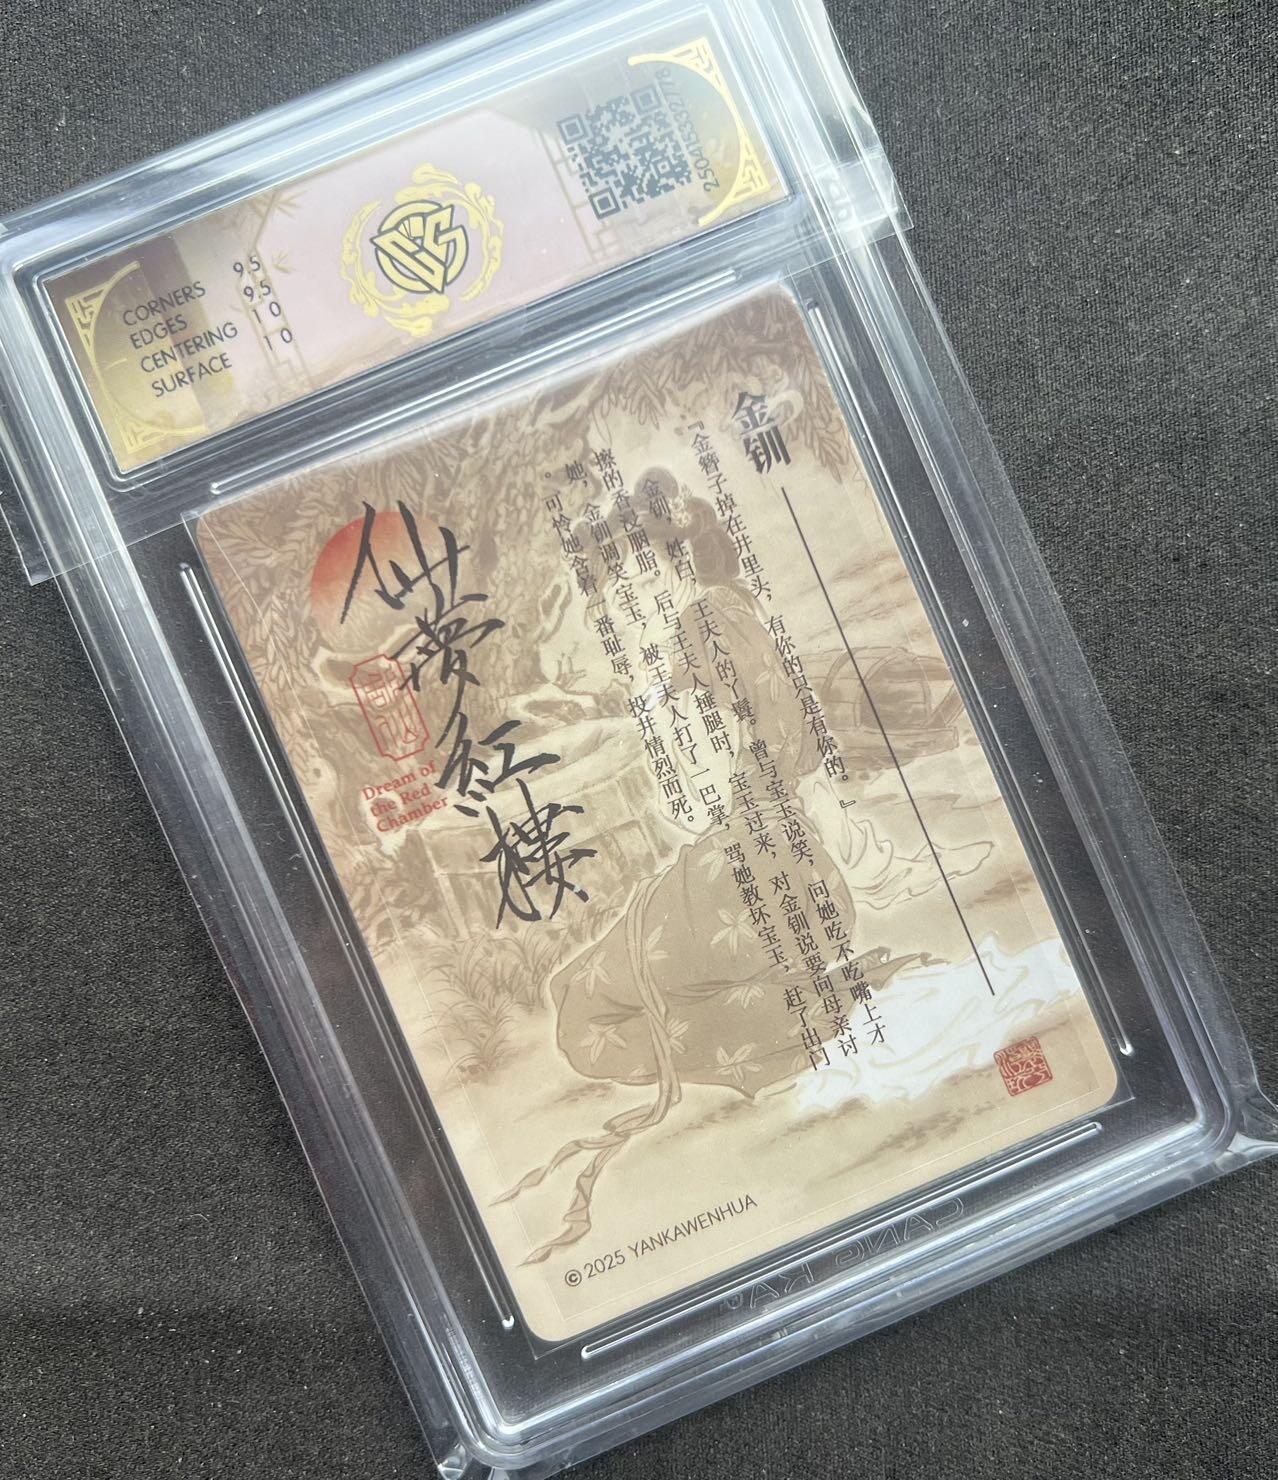 CORNERS 9.5
EDGES 9.5
CENTERING 10
SURFACE 10
金钏
『金簪子掉在井里头，有你的只是有你的。』
金钏，姓白，王夫人的丫鬟。曾与宝玉说笑，问她吃不吃嘴上才
擦的香浸胭脂。后与王夫人捶腿时，宝玉过来，对金钏说要向母亲讨
她，金钏调笑宝玉，被王夫人打了一巴掌，骂她教坏宝玉，赶了出门
。可怜她含着一番耻辱，投井情烈而死。
仙梦红樓
Dream of
the Red
Chamber
©2025 YANKAWENHUA